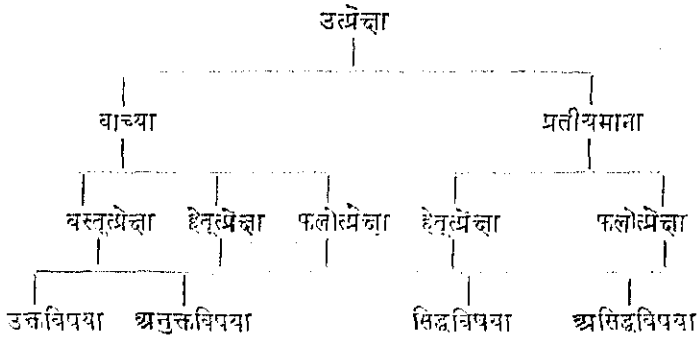 उत्प्रेक्षा
वाच्या प्रतीयमाना
वस्तूत्प्रेक्षा हेतूत्प्रेक्षा फलोत्प्रेक्षा हेतूत्प्रेक्षा फलोत्प्रेक्षा
उक्तविषया अनुक्तविषया सिद्धविषया असिद्धविषया